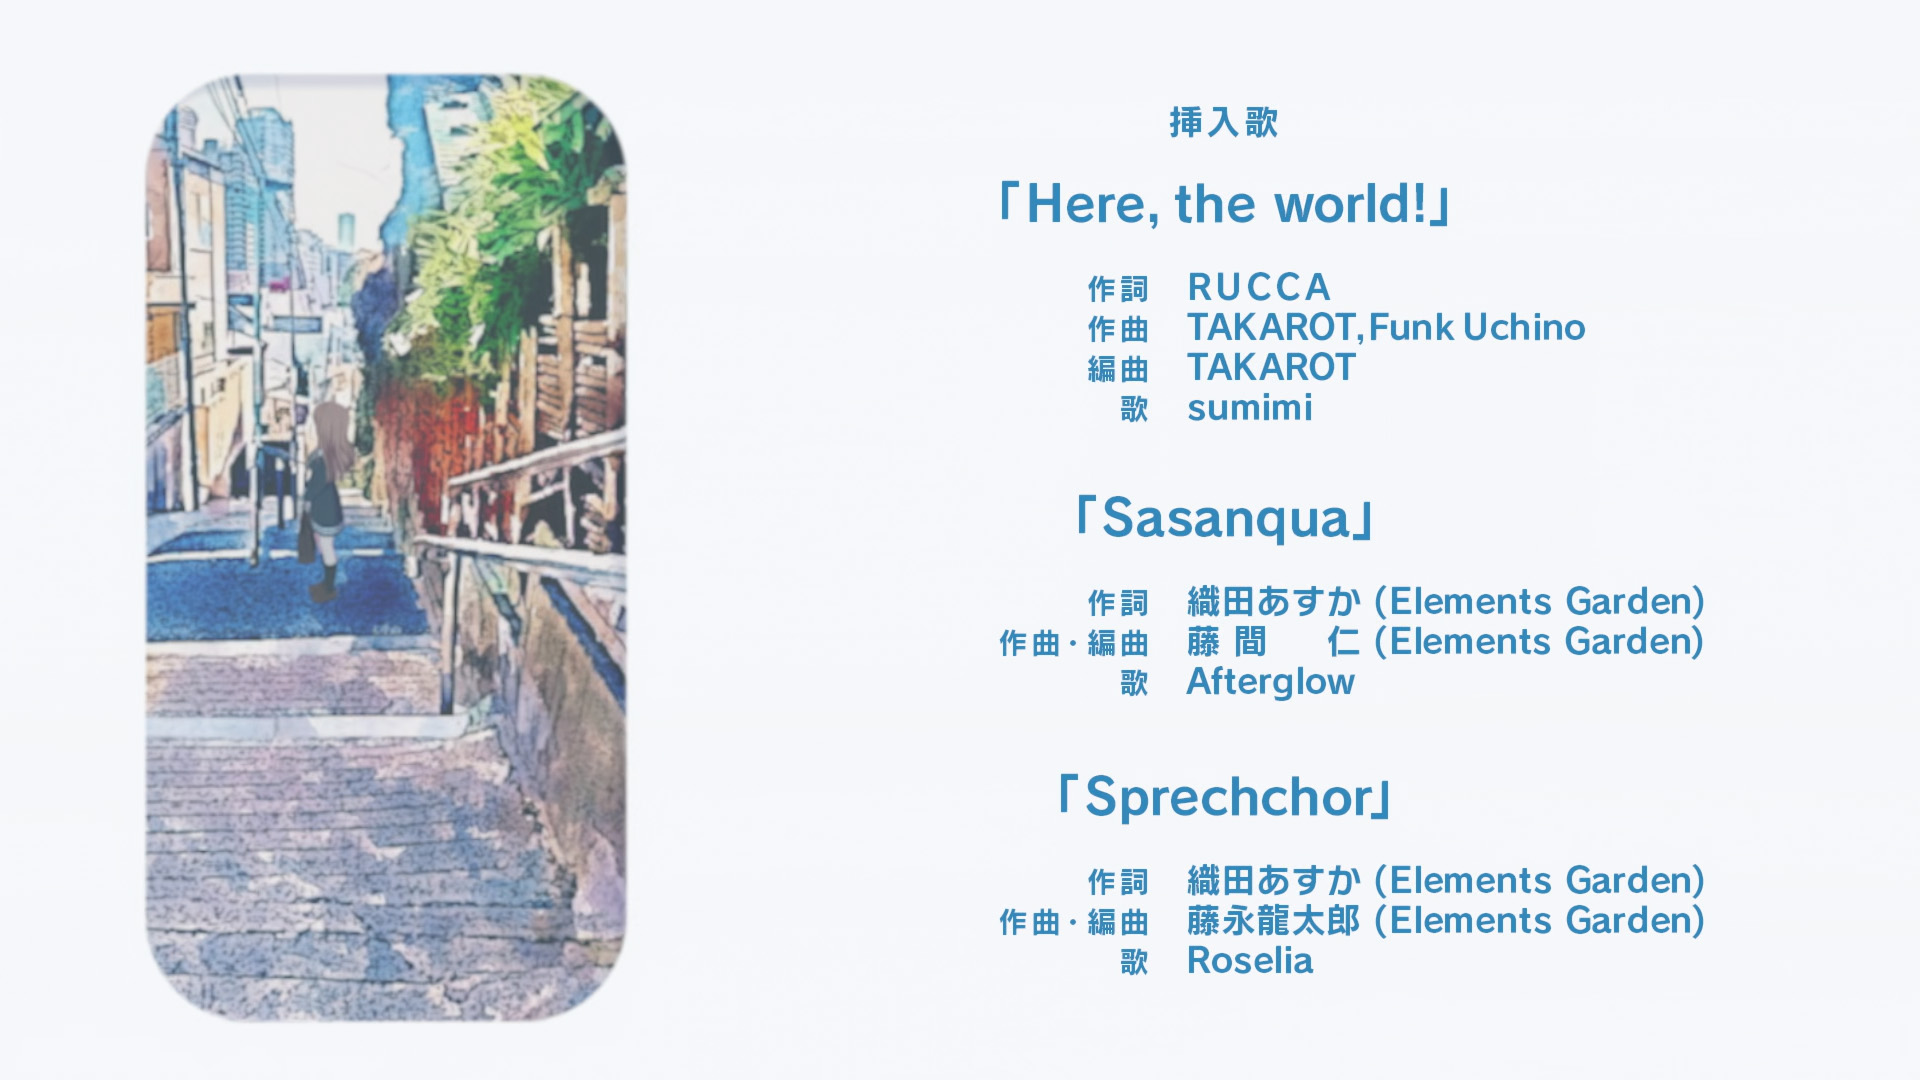 挿入歌
「Here, the world!」
作詞 RUCCA
作曲 TAKAROT,Funk Uchino
編曲 TAKAROT
歌 sumimi
「Sasanqua」
作詞 織田あすか (Elements Garden)
作曲・編曲 藤間　仁 (Elements Garden)
歌 Afterglow
「Sprechchor」
作詞 織田あすか (Elements Garden)
作曲・編曲 藤永龍太郎 (Elements Garden)
歌 Roselia